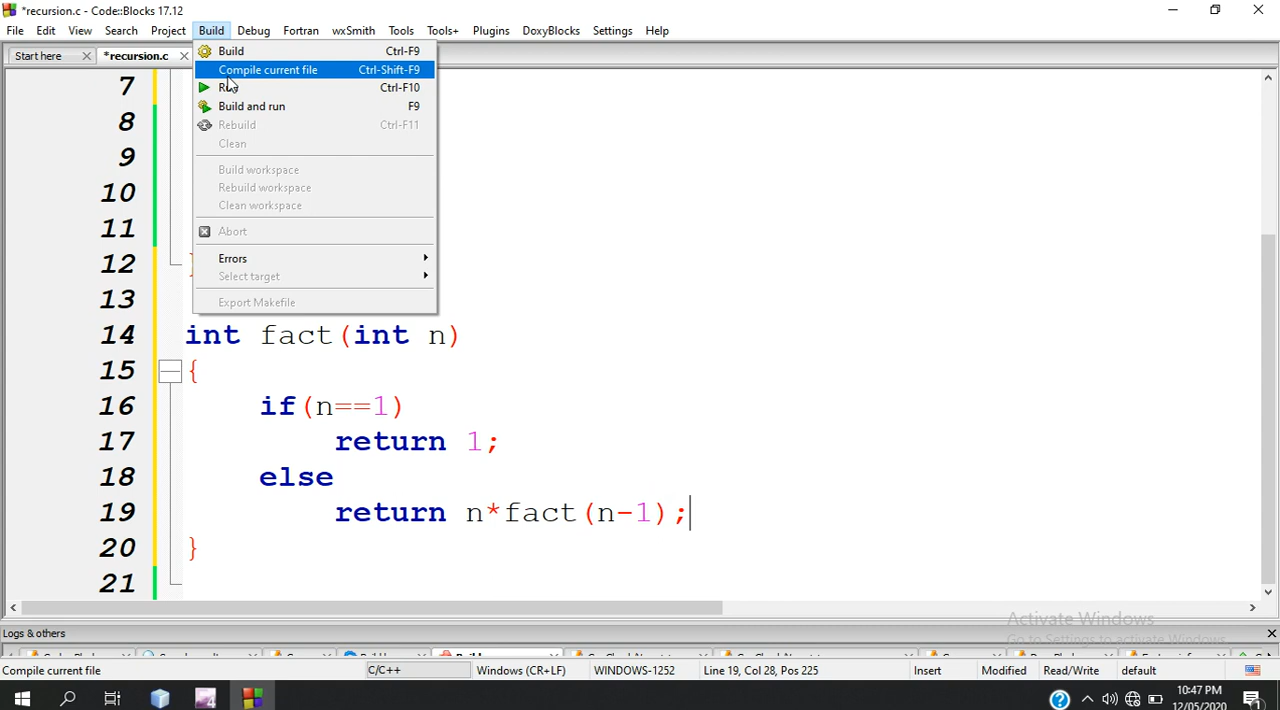 *recursion.c - Code::Blocks 17.12
File Edit View Search Project Build Debug Fortran wxSmith Tools Tools+ Plugins DoxyBlocks Settings Help
Start here *recursion.c
Build Ctrl-F9
Compile current file Ctrl-Shift-F9
Ctrl-F10
Build and run F9
Rebuild Ctrl-F11
Clean
Build workspace
Rebuild workspace
Clean workspace
Abort
Errors
Select target
Export Makefile
7
8
9
10
11
12
13
14 int fact(int n)
15 {
16 if(n==1)
17 return 1;
18 else
19 return n*fact(n-1);
20 }
21
Activate Windows
Go to Settings to activate Windows.
Logs & others
Compile current file C/C++ Windows (CR+LF) WINDOWS-1252 Line 19, Col 28, Pos 225 Insert Modified Read/Write default
10:47 PM
12/05/2020